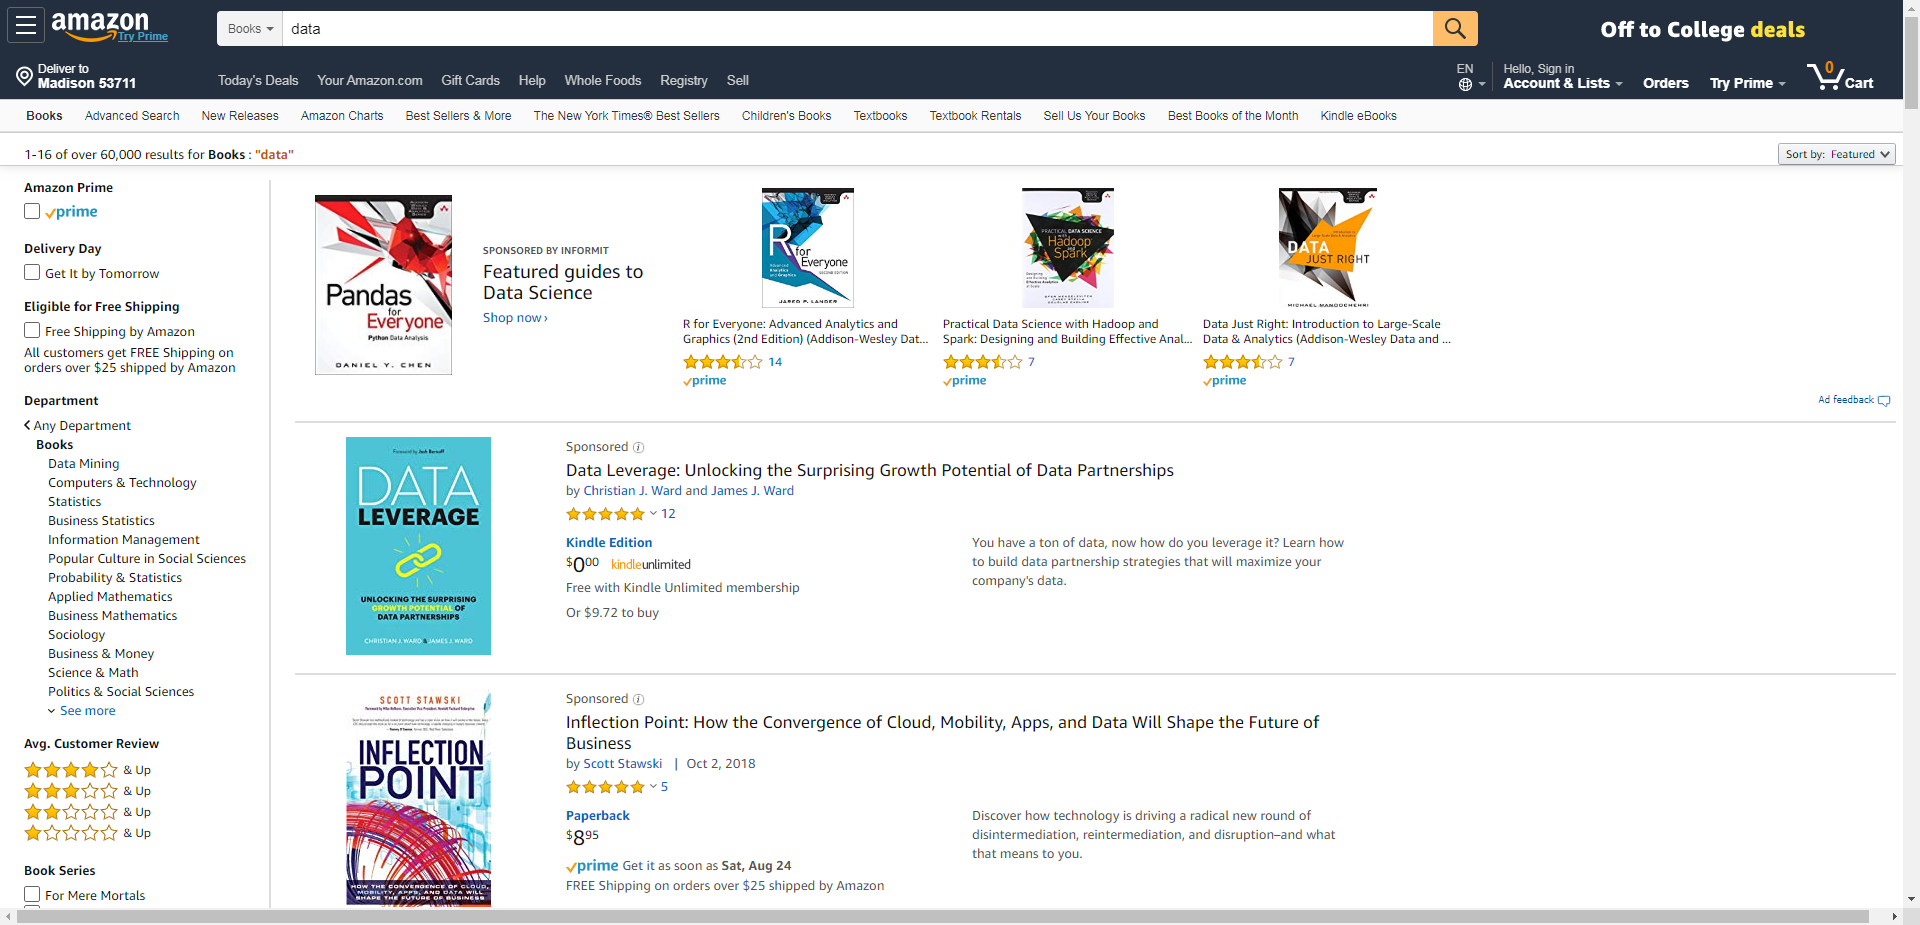 amazon
Try Prime
Books
data
Off to College deals
Deliver to
Madison 53711
Today's Deals
Your Amazon.com
Gift Cards
Help
Whole Foods
Registry
Sell
EN
Hello, Sign in
Account & Lists
Orders
Try Prime
0
Cart
Books
Advanced Search
New Releases
Amazon Charts
Best Sellers & More
The New York Times® Best Sellers
Children's Books
Textbooks
Textbook Rentals
Sell Us Your Books
Best Books of the Month
Kindle eBooks
1-16 of over 60,000 results for Books : "data"
Sort by: Featured
Amazon Prime
prime
Delivery Day
Get It by Tomorrow
Eligible for Free Shipping
Free Shipping by Amazon
All customers get FREE Shipping on
orders over $25 shipped by Amazon
Department
Any Department
Books
Data Mining
Computers & Technology
Statistics
Business Statistics
Information Management
Popular Culture in Social Sciences
Probability & Statistics
Applied Mathematics
Business Mathematics
Sociology
Business & Money
Science & Math
Politics & Social Sciences
See more
Avg. Customer Review
& Up
& Up
& Up
& Up
Book Series
For Mere Mortals
Pandas
for
Everyone
Python Data Analysis
DANIEL Y. CHEN
SPONSORED BY INFORMIT
Featured guides to
Data Science
Shop now ›
R
for
Everyone
Advanced
Analytics
and Graphics
SECOND EDITION
JARED P. LANDER
R for Everyone: Advanced Analytics and
Graphics (2nd Edition) (Addison-Wesley Dat...
14
prime
PRACTICAL DATA SCIENCE
with
Hadoop
and
Spark
Practical Data Science with Hadoop and
Spark: Designing and Building Effective Anal...
7
prime
DATA
JUST RIGHT
MICHAEL MANOOCHEHRI
Data Just Right: Introduction to Large-Scale
Data & Analytics (Addison-Wesley Data and ...
7
prime
Ad feedback
Foreword by Josh Bernoff
DATA
LEVERAGE
UNLOCKING THE SURPRISING
GROWTH POTENTIAL OF
DATA PARTNERSHIPS
CHRISTIAN J. WARD & JAMES J. WARD
Sponsored
Data Leverage: Unlocking the Surprising Growth Potential of Data Partnerships
by Christian J. Ward and James J. Ward
12
Kindle Edition
$0.00 kindleunlimited
Free with Kindle Unlimited membership
Or $9.72 to buy
You have a ton of data, now how do you leverage it? Learn how
to build data partnership strategies that will maximize your
company's data.
SCOTT STAWSKI
INFLECTION
POINT
HOW THE CONVERGENCE OF CLOUD,
MOBILITY, APPS, AND DATA WILL
SHAPE THE FUTURE OF BUSINESS
Sponsored
Inflection Point: How the Convergence of Cloud, Mobility, Apps, and Data Will Shape the Future of
Business
by Scott Stawski | Oct 2, 2018
5
Paperback
$8.95
prime Get it as soon as Sat, Aug 24
FREE Shipping on orders over $25 shipped by Amazon
Discover how technology is driving a radical new round of
disintermediation, reintermediation, and disruption–and what
that means to you.